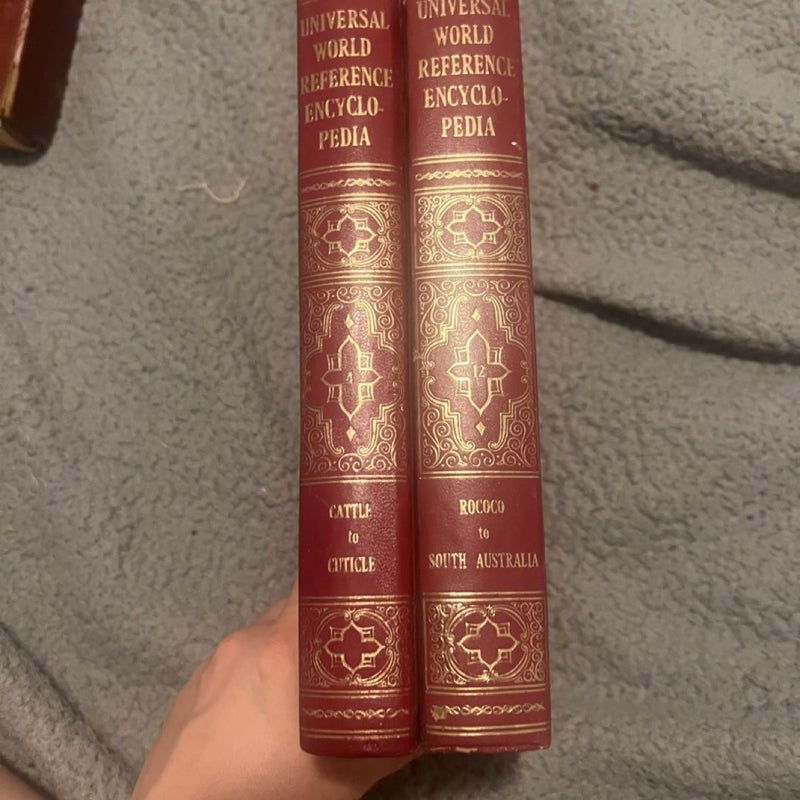 UNIVERSAL
WORLD
REFERENCE
ENCYCLO-
PEDIA
4
CATTLE
to
CUTICLE
UNIVERSAL
WORLD
REFERENCE
ENCYCLO-
PEDIA
12
ROCOCO
to
SOUTH AUSTRALIA